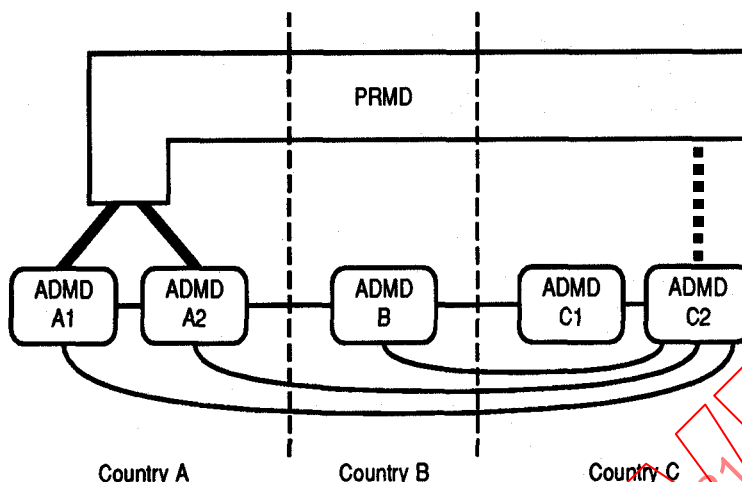 PRMD
ADMD
A1
ADMD
A2
ADMD
B
ADMD
C1
ADMD
C2
Country A
Country B
Country C